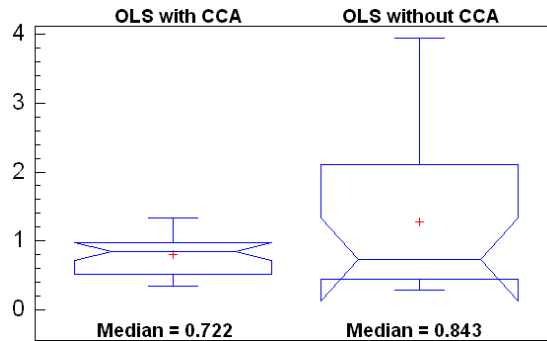 OLS with CCA OLS without CCA
4
3
2
1
0
Median = 0.722 Median = 0.843